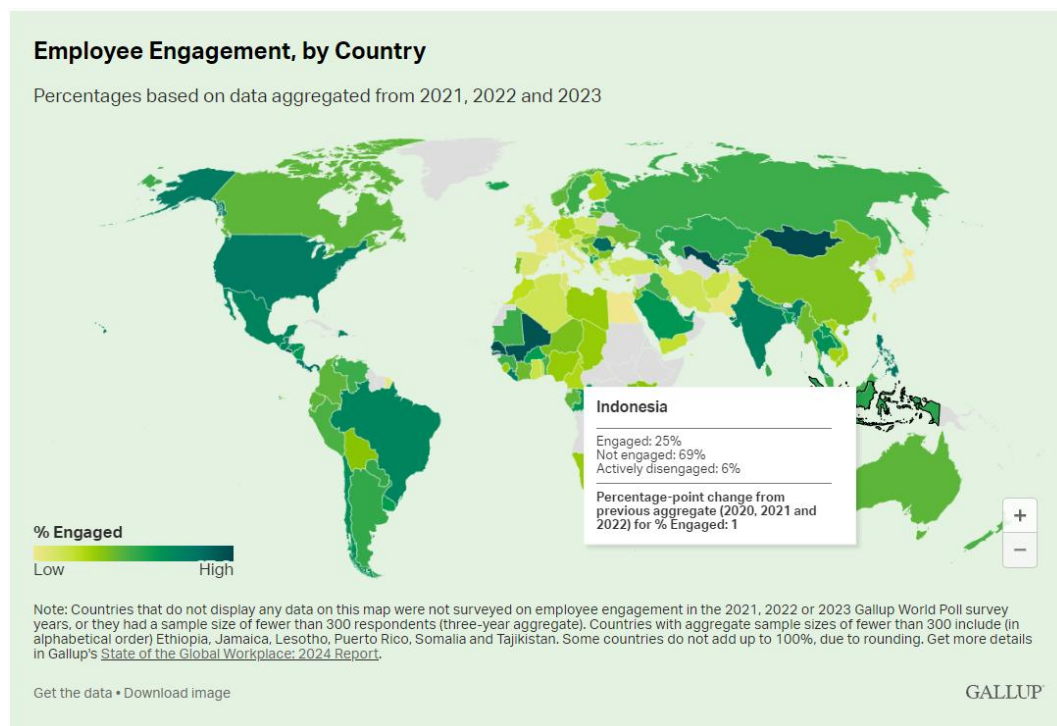 Employee Engagement, by Country
Percentages based on data aggregated from 2021, 2022 and 2023
Indonesia
Engaged: 25%
Not engaged: 69%
Actively disengaged: 6%
Percentage-point change from
previous aggregate (2020, 2021 and
2022) for % Engaged: 1
+
−
% Engaged
Low High
Note: Countries that do not display any data on this map were not surveyed on employee engagement in the 2021, 2022 or 2023 Gallup World Poll survey
years, or they had a sample size of fewer than 300 respondents (three-year aggregate). Countries with aggregate sample sizes of fewer than 300 include (in
alphabetical order) Ethiopia, Jamaica, Lesotho, Puerto Rico, Somalia and Tajikistan. Some countries do not add up to 100%, due to rounding. Get more details
in Gallup's State of the Global Workplace: 2024 Report.
Get the data • Download image
GALLUP